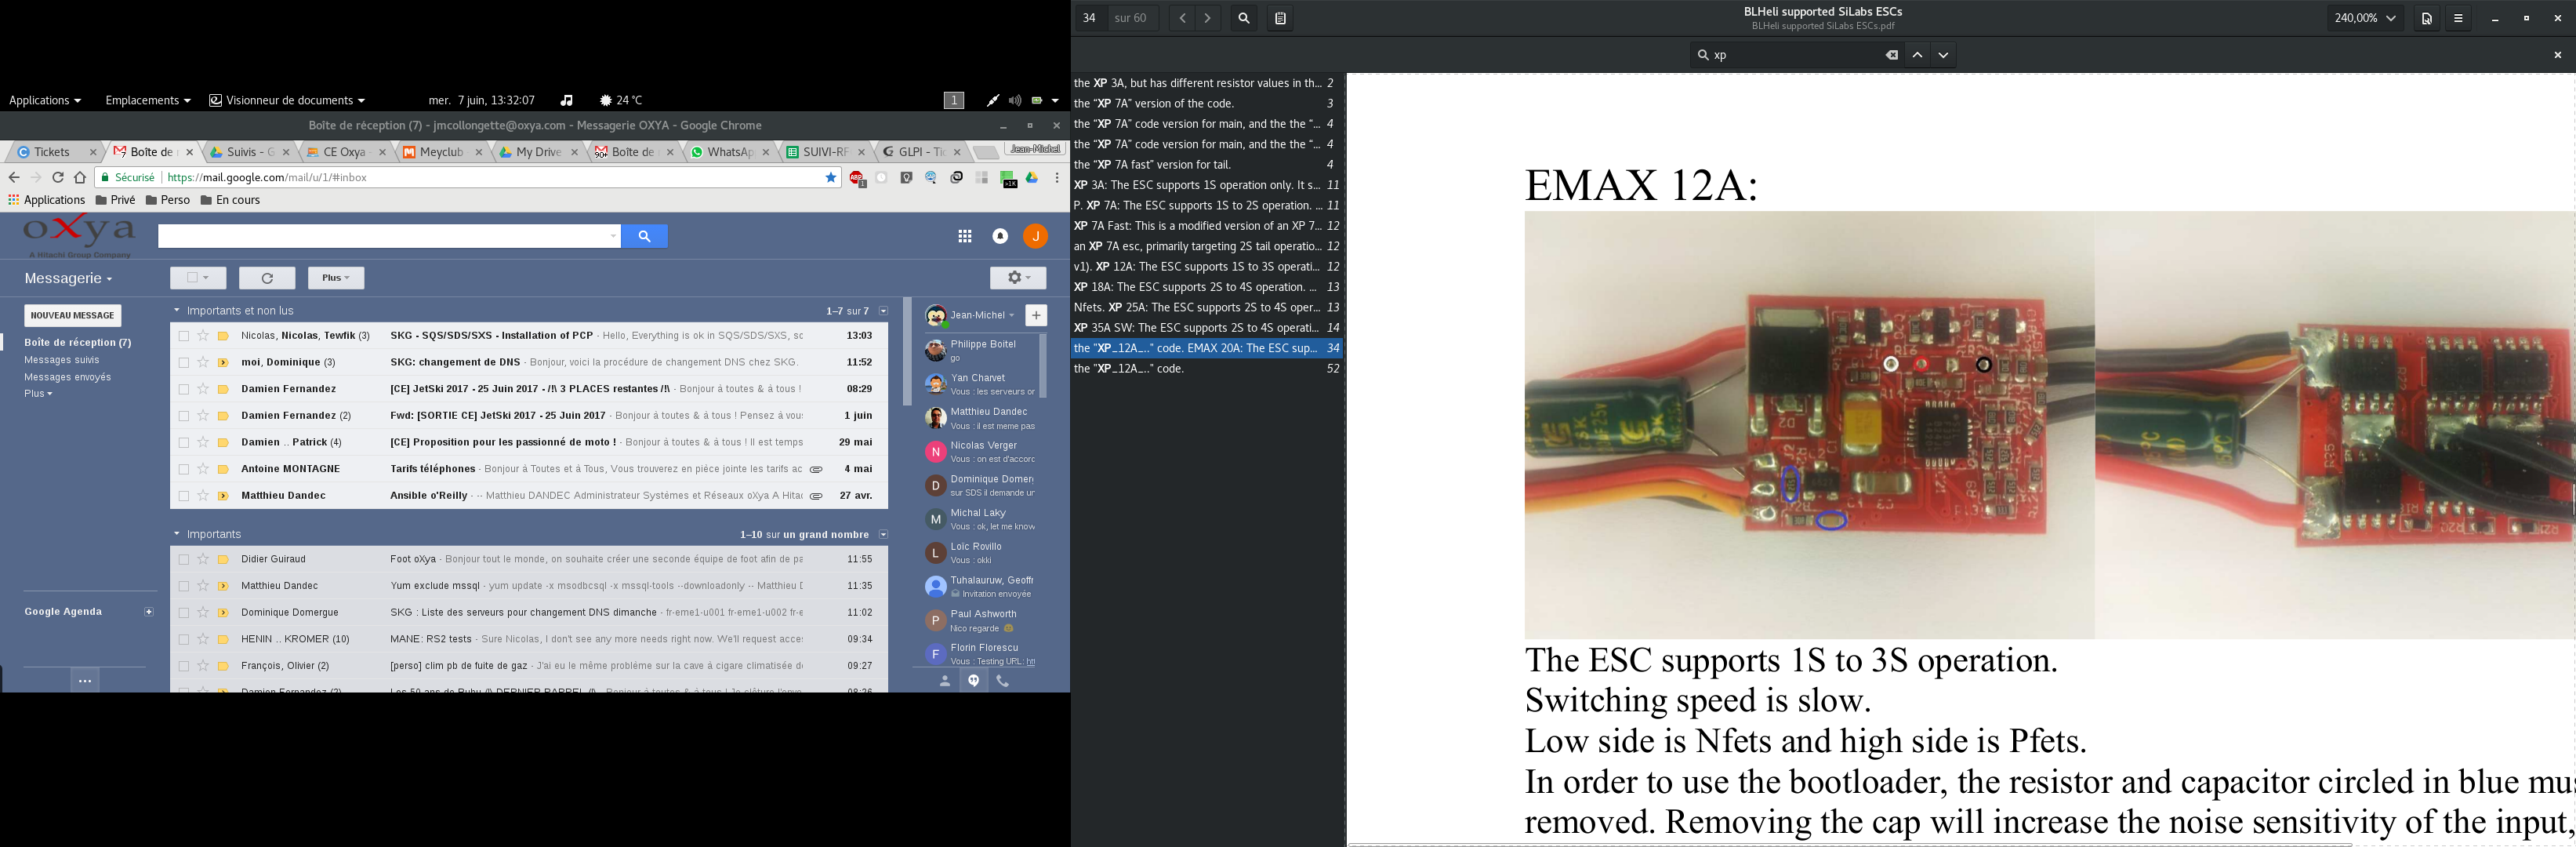 Applications
Emplacements
Visionneur de documents
mer. 7 juin, 13:32:07
24 °C
1
Boîte de réception (7) - jmcollongette@oxya.com - Messagerie OXYA - Google Chrome
Tickets
Boîte de
Suivis - G
CE Oxya
Meyclub
My Drive
Boîte de
WhatsAp
SUIVI-RF
GLPI - Tic
Jean-Michel
Sécurisé
https://mail.google.com/mail/u/1/#inbox
Applications
Privé
Perso
En cours
oXya
A Hitachi Group Company
J
Messagerie
Plus
NOUVEAU MESSAGE
Boîte de réception (7)
Messages suivis
Messages envoyés
Plus
Google Agenda
Importants et non lus
1–7 sur 7
Nicolas, Nicolas, Tewfik (3) SKG - SQS/SDS/SXS - Installation of PCP - Hello, Everything is ok in SQS/SDS/SXS, sc 13:03
moi, Dominique (3) SKG: changement de DNS - Bonjour, voici la procédure de changement DNS chez SKG. 11:52
Damien Fernandez [CE] JetSki 2017 - 25 Juin 2017 - /!\ 3 PLACES restantes /!\ - Bonjour à toutes & à tous ! 08:29
Damien Fernandez (2) Fwd: [SORTIE CE] JetSki 2017 - 25 Juin 2017 - Bonjour à toutes & à tous ! Pensez à vou 1 juin
Damien .. Patrick (4) [CE] Proposition pour les passionné de moto ! - Bonjour à toutes & à tous ! Il est temps 29 mai
Antoine MONTAGNE Tarifs téléphones - Bonjour à Toutes et à Tous, Vous trouverez en pièce jointe les tarifs ac 4 mai
Matthieu Dandec Ansible o'Reilly - -- Matthieu DANDEC Administrateur Systèmes et Réseaux oXya A Hitac 27 avr.
Importants
1–10 sur un grand nombre
Didier Guiraud Foot oXya - Bonjour tout le monde, on souhaite créer une seconde équipe de foot afin de pa 11:55
Matthieu Dandec Yum exclude mssql - yum update -x msodbcsql -x mssql-tools --downloadonly -- Matthieu D 11:35
Dominique Domergue SKG : Liste des serveurs pour changement DNS dimanche - fr-eme1-u001 fr-eme1-u002 fr-e 11:02
HENIN .. KROMER (10) MANE: RS2 tests - Sure Nicolas, I don't see any more needs right now. We'll request acce 09:34
François, Olivier (2) [perso] clim pb de fuite de gaz - J'ai eu le même problème sur la cave à cigare climatisée de 09:27
Jean-Michel
Philippe Boitel
go
Yan Charvet
Vous : les serveurs or
Matthieu Dandec
Vous : il est meme pas
N
Nicolas Verger
Vous : on est d'accorc
D
Dominique Domerg
sur SDS il demande un
M
Michal Laky
Vous : ok, let me know
L
Loïc Rovillo
Vous : okki
Tuhalauruw, Geoffr
Invitation envoyée
P
Paul Ashworth
Nico regarde
F
Florin Florescu
Vous : Testing URL: htt
34
sur 60
BLHeli supported SiLabs ESCs
BLHeli supported SiLabs ESCs.pdf
240,00%
xp
the XP 3A, but has different resistor values in th... 2
the “XP 7A” version of the code. 3
the “XP 7A” code version for main, and the the “... 4
the “XP 7A” code version for main, and the the “... 4
the “XP 7A fast” version for tail. 4
XP 3A: The ESC supports 1S operation only. It s... 11
P. XP 7A: The ESC supports 1S to 2S operation. ... 11
XP 7A Fast: This is a modified version of an XP 7... 12
an XP 7A esc, primarily targeting 2S tail operatio... 12
v1). XP 12A: The ESC supports 1S to 3S operati... 12
XP 18A: The ESC supports 2S to 4S operation. ... 13
Nfets. XP 25A: The ESC supports 2S to 4S oper... 13
XP 35A SW: The ESC supports 2S to 4S operati... 14
the "XP_12A_.." code. EMAX 20A: The ESC sup... 34
the "XP_12A_.." code. 52
EMAX 12A:
The ESC supports 1S to 3S operation.
Switching speed is slow.
Low side is Nfets and high side is Pfets.
In order to use the bootloader, the resistor and capacitor circled in blue mus
removed. Removing the cap will increase the noise sensitivity of the input,